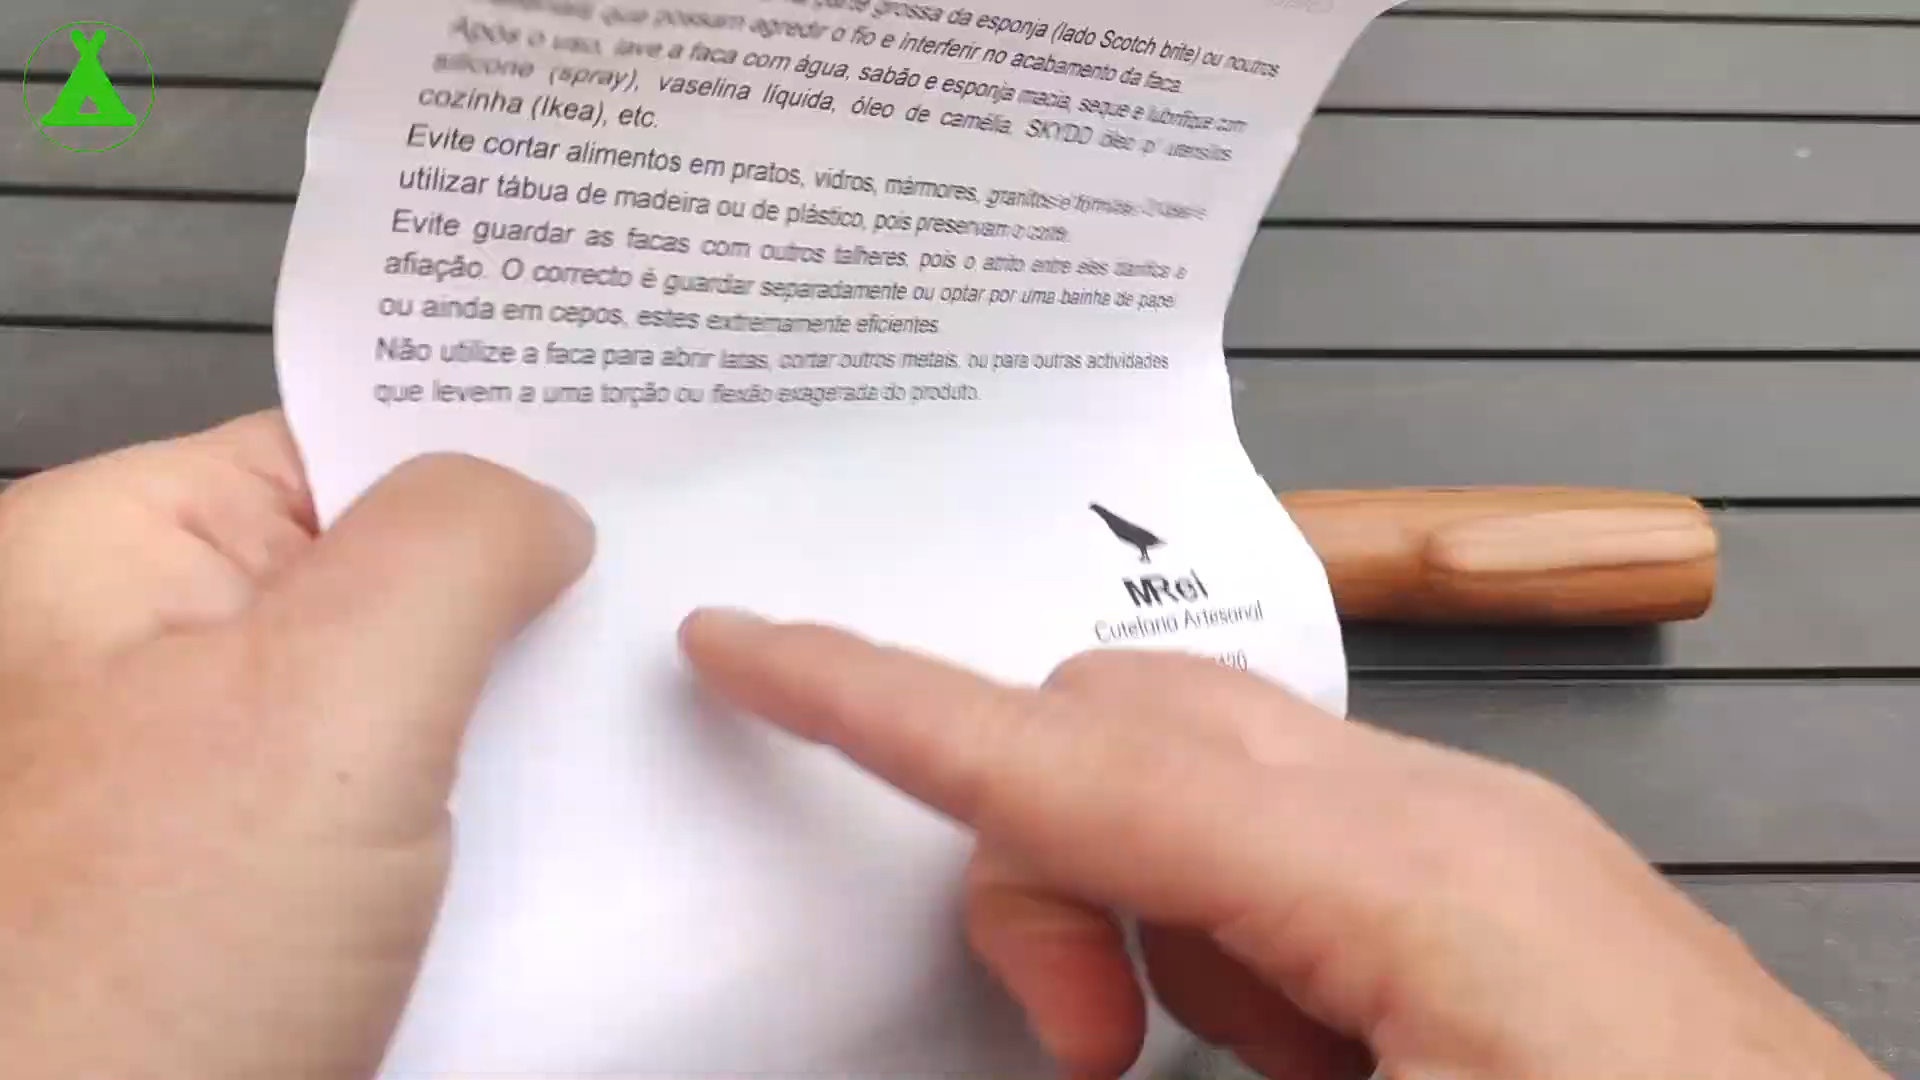 grossa da esponja (lado Scotch brite) ou noutros
que possam agredir o fio e interferir no acabamento da faca.
Após o uso, lave a faca com água, sabão e esponja macia, seque e lubrifique com
silicone (spray), vaselina líquida, óleo de camélia, SKYDD óleo p/ utensílios
cozinha (Ikea), etc.
Evite cortar alimentos em pratos, vidros, mármores, granitos e
utilizar tábua de madeira ou de plástico, pois preservam o corte.
Evite guardar as facas com outros talheres, pois o atrito entre eles danifica a
afiação. O correcto é guardar separadamente ou optar por uma bainha de papel
ou ainda em cepos, estes extremamente eficientes.
Não utilize a faca para abrir latas, cortar outros metais, ou para outras actividades
que levem a uma torção ou flexão exagerada do produto.
MRel
Cutelaria Artesanal